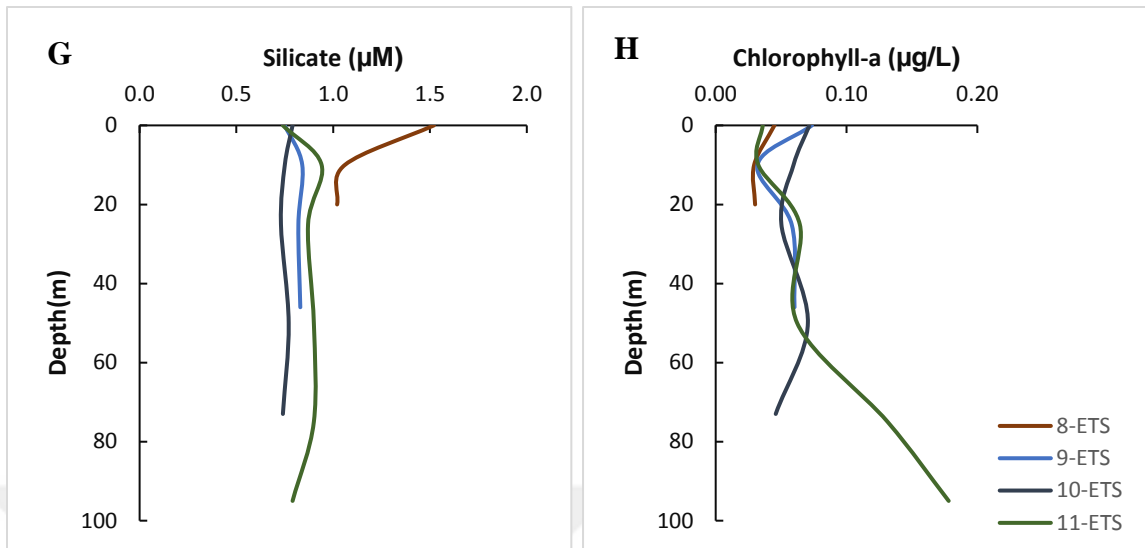 G
Silicate (µM)
0.0 0.5 1.0 1.5 2.0
0
20
40
60
80
100
Depth(m)
H
Chlorophyll-a (µg/L)
0.00 0.10 0.20
0
20
40
60
80
100
Depth(m)
8-ETS
9-ETS
10-ETS
11-ETS